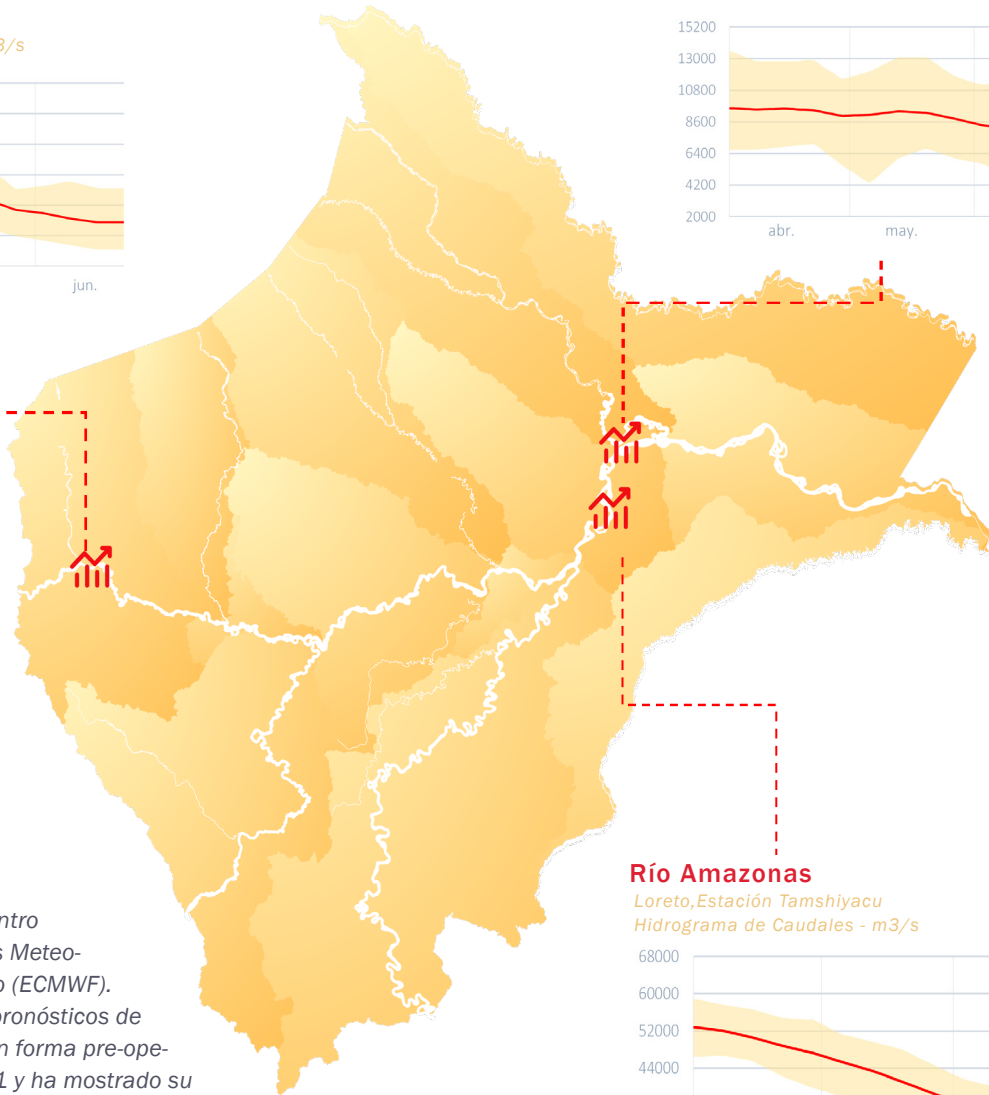 m3/s
jun.
15200
13000
10800
8600
6400
4200
2000
abr.
may.
Río Amazonas
Loreto,Estación Tamshiyacu
Hidrograma de Caudales - m3/s
68000
60000
52000
44000
ntro
s Meteo-
o (ECMWF).
pronósticos de
n forma pre-ope-
1 y ha mostrado su